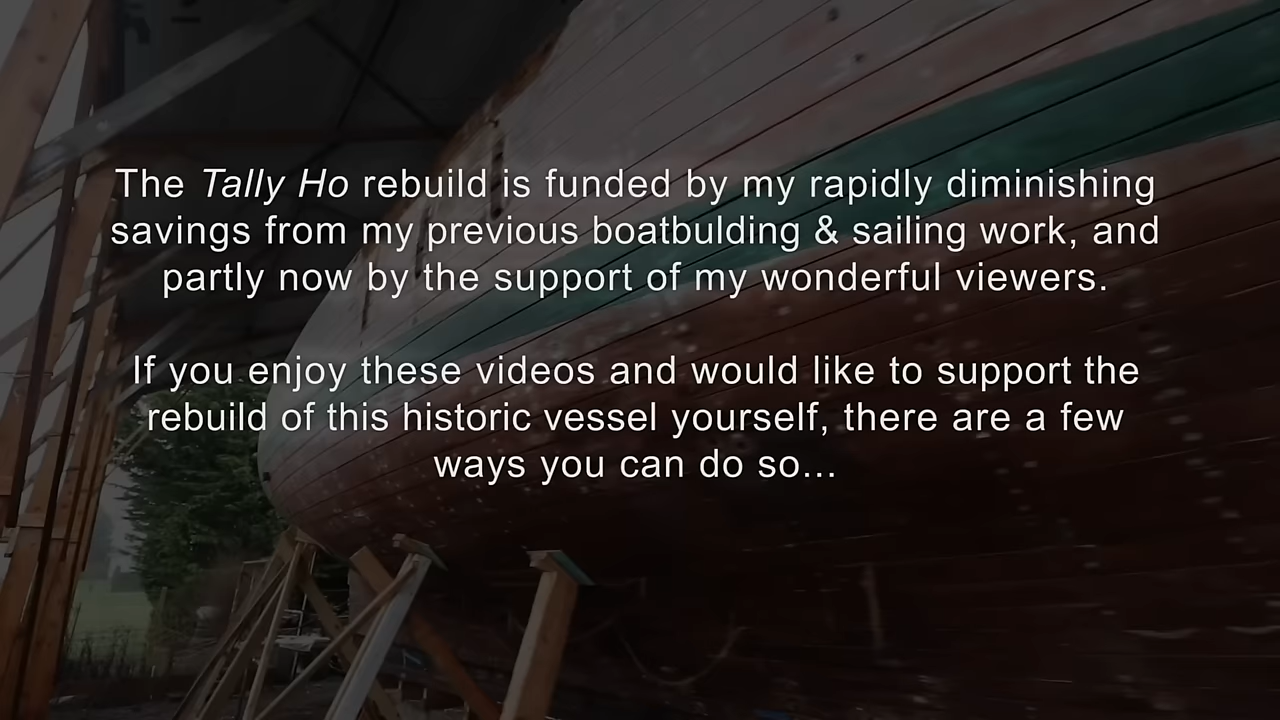 The Tally Ho rebuild is funded by my rapidly diminishing
savings from my previous boatbulding & sailing work, and
partly now by the support of my wonderful viewers.
If you enjoy these videos and would like to support the
rebuild of this historic vessel yourself, there are a few
ways you can do so...